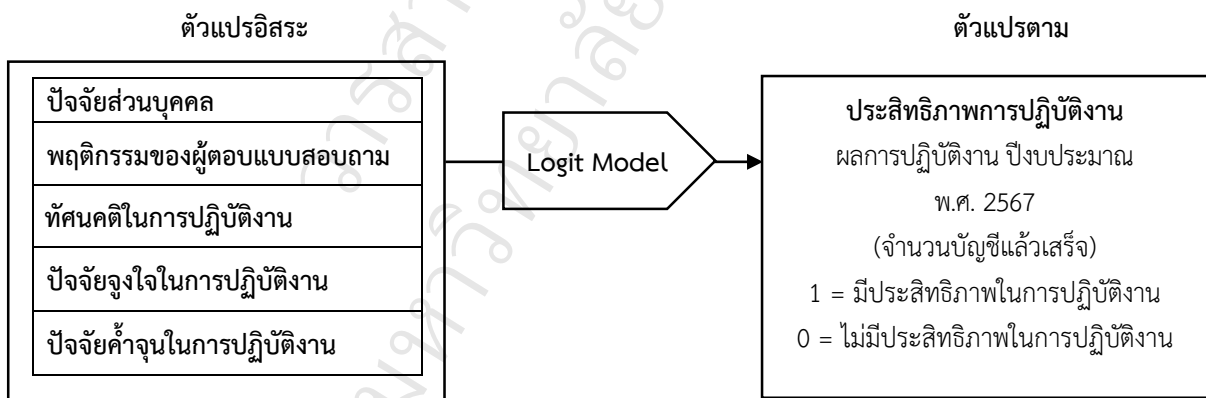 ตัวแปรอิสระ
ตัวแปรตาม
ปัจจัยส่วนบุคคล
พฤติกรรมของผู้ตอบแบบสอบถาม
ทัศนคติในการปฏิบัติงาน
ปัจจัยจูงใจในการปฏิบัติงาน
ปัจจัยค้ำจุนในการปฏิบัติงาน
Logit Model
ประสิทธิภาพการปฏิบัติงาน
ผลการปฏิบัติงาน ปีงบประมาณ
พ.ศ. 2567
(จำนวนบัญชีแล้วเสร็จ)
1 = มีประสิทธิภาพในการปฏิบัติงาน
0 = ไม่มีประสิทธิภาพในการปฏิบัติงาน